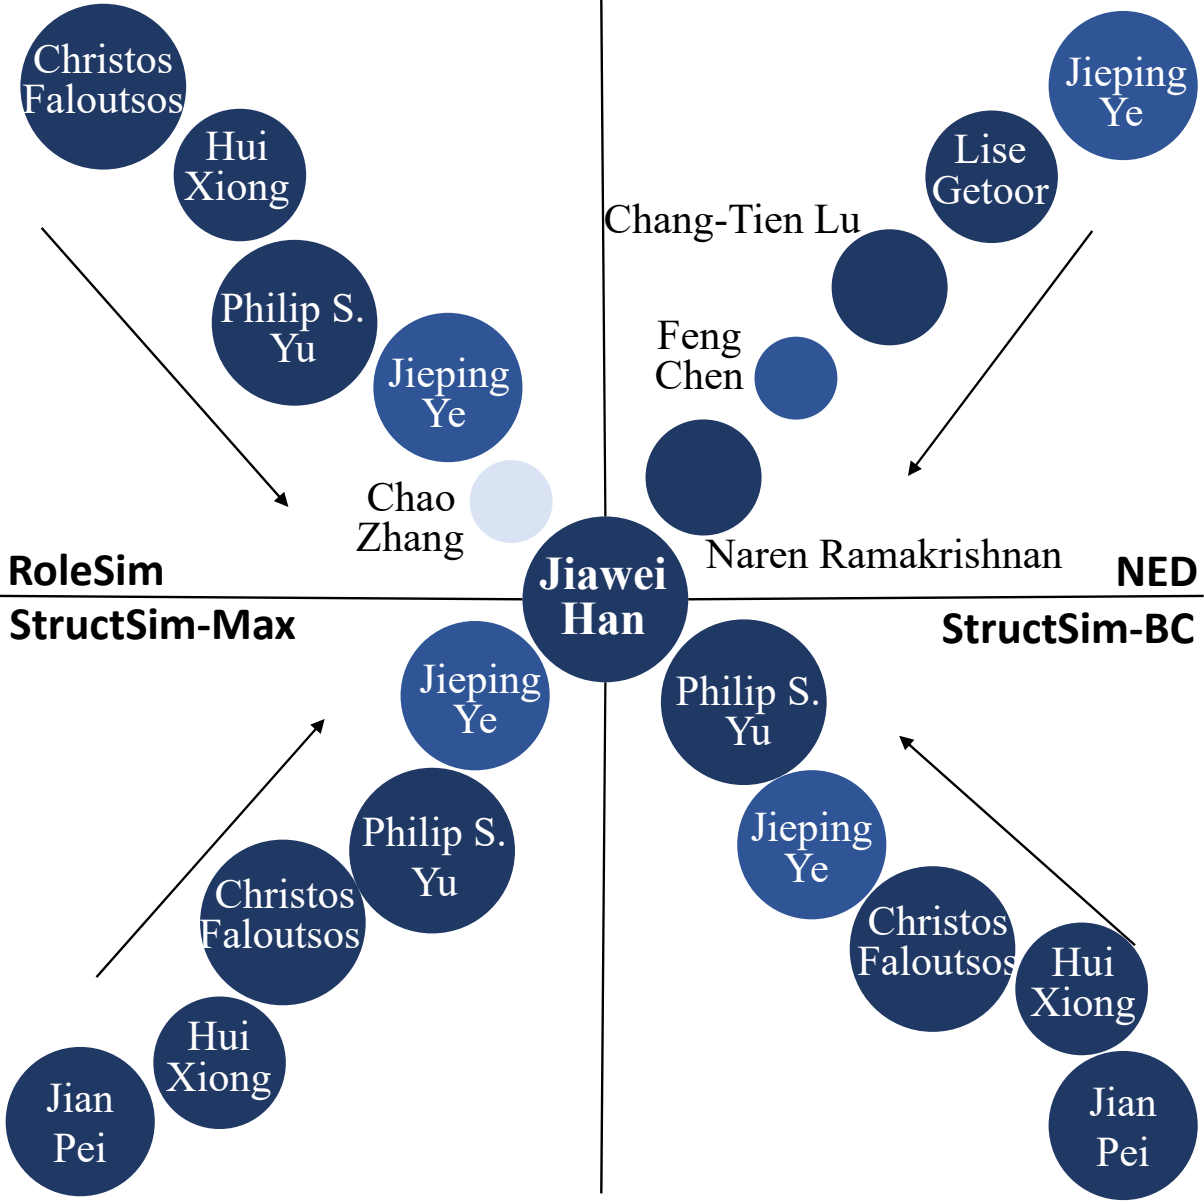 Christos
Faloutsos
Hui
Xiong
Philip S.
Yu
Jieping
Ye
Chao
Zhang
RoleSim
Jieping
Ye
Lise
Getoor
Chang-Tien Lu
Feng
Chen
Naren Ramakrishnan
NED
Jiawei
Han
StructSim-Max
Jieping
Ye
Philip S.
Yu
Christos
Faloutsos
Hui
Xiong
Jian
Pei
StructSim-BC
Philip S.
Yu
Jieping
Ye
Christos
Faloutsos
Hui
Xiong
Jian
Pei